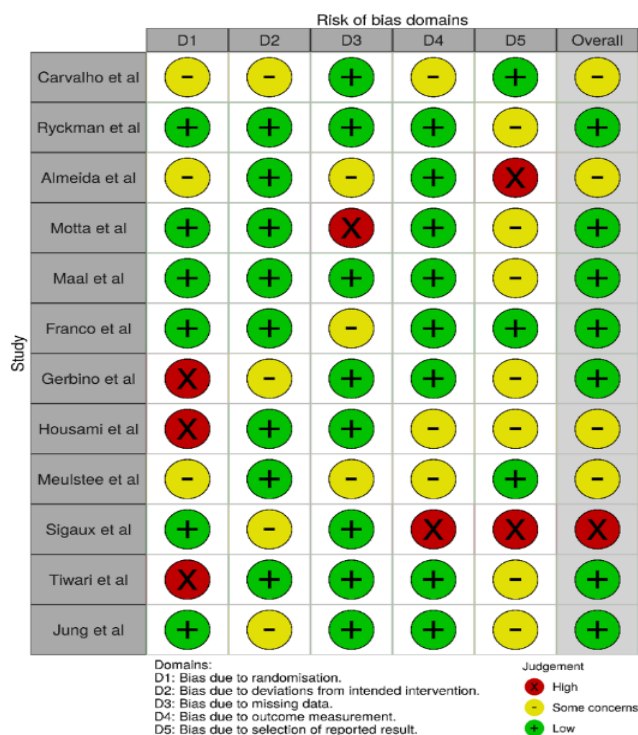 Risk of bias domains
D1 D2 D3 D4 D5 Overall
Study
Carvalho et al - - + - + -
Ryckman et al + + + + - +
Almeida et al - + - + X -
Motta et al + + X + - +
Maal et al + + + + - +
Franco et al + + - + + +
Gerbino et al X - + + - +
Housami et al X + + - - -
Meulstee et al - + - - + -
Sigaux et al + - + X X X
Tiwari et al X + + + - +
Jung et al + - + + - +
Domains:
D1: Bias due to randomisation.
D2: Bias due to deviations from intended intervention.
D3: Bias due to missing data.
D4: Bias due to outcome measurement.
D5: Bias due to selection of reported result.
Judgement
X High
- Some concerns
+ Low